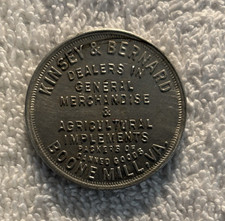 KINSEY & BERNARD
DEALERS IN
GENERAL
MERCHANDISE
&
AGRICULTURAL
IMPLEMENTS
PACKERS OF
CANNED GOODS
BOONE MILL, VA.